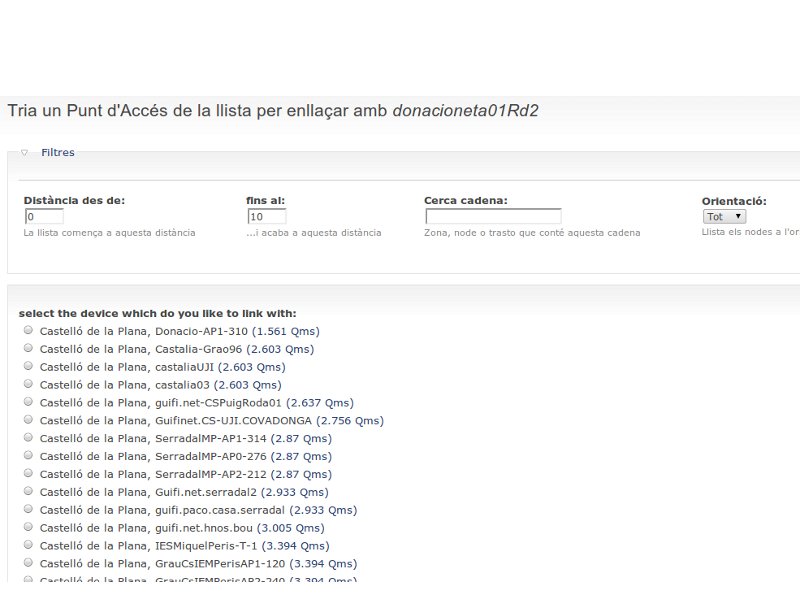 Tria un Punt d'Accés de la llista per enllaçar amb donacioneta01Rd2
Filtres
Distància des de: fins al: Cerca cadena: Orientació:
0 10 Tot
La llista comença a aquesta distància ...i acaba a aquesta distància Zona, node o trasto que conté aquesta cadena Llista els nodes a l'or
select the device which do you like to link with:
Castelló de la Plana, Donacio-AP1-310 (1.561 Qms)
Castelló de la Plana, Castalia-Grao96 (2.603 Qms)
Castelló de la Plana, castaliaUJI (2.603 Qms)
Castelló de la Plana, castalia03 (2.603 Qms)
Castelló de la Plana, guifi.net-CSPuigRoda01 (2.637 Qms)
Castelló de la Plana, Guifinet.CS-UJI.COVADONGA (2.756 Qms)
Castelló de la Plana, SerradalMP-AP1-314 (2.87 Qms)
Castelló de la Plana, SerradalMP-AP0-276 (2.87 Qms)
Castelló de la Plana, SerradalMP-AP2-212 (2.87 Qms)
Castelló de la Plana, Guifi.net.serradal2 (2.933 Qms)
Castelló de la Plana, guifi.paco.casa.serradal (2.933 Qms)
Castelló de la Plana, guifi.net.hnos.bou (3.005 Qms)
Castelló de la Plana, IESMiquelPeris-T-1 (3.394 Qms)
Castelló de la Plana, GrauCsIEMPerisAP1-120 (3.394 Qms)
Castelló de la Plana, GrauCsIEMPerisAP2-240 (3.394 Qms)